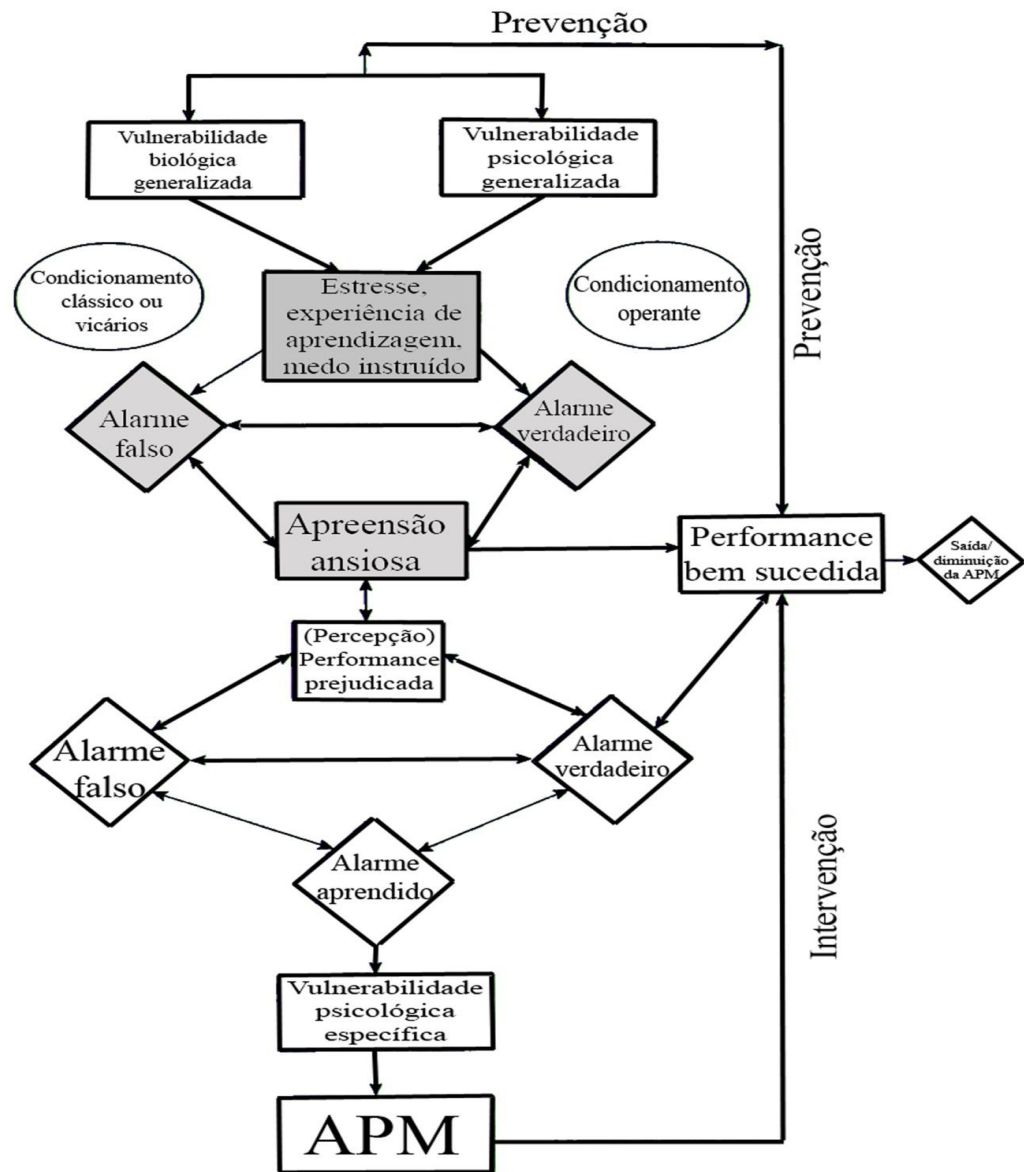 Prevenção
Vulnerabilidade
biológica
generalizada
Vulnerabilidade
psicológica
generalizada
Condicionamento
clássico ou
vicários
Estresse,
experiência de
aprendizagem,
medo instruído
Condicionamento
operante
Prevenção
Alarme
falso
Alarme
verdadeiro
Apreensão
ansiosa
Performance
bem sucedida
Saída/
diminuição
da APM
(Percepção)
Performance
prejudicada
Alarme
falso
Alarme
verdadeiro
Alarme
aprendido
Intervenção
Vulnerabilidade
psicológica
específica
APM